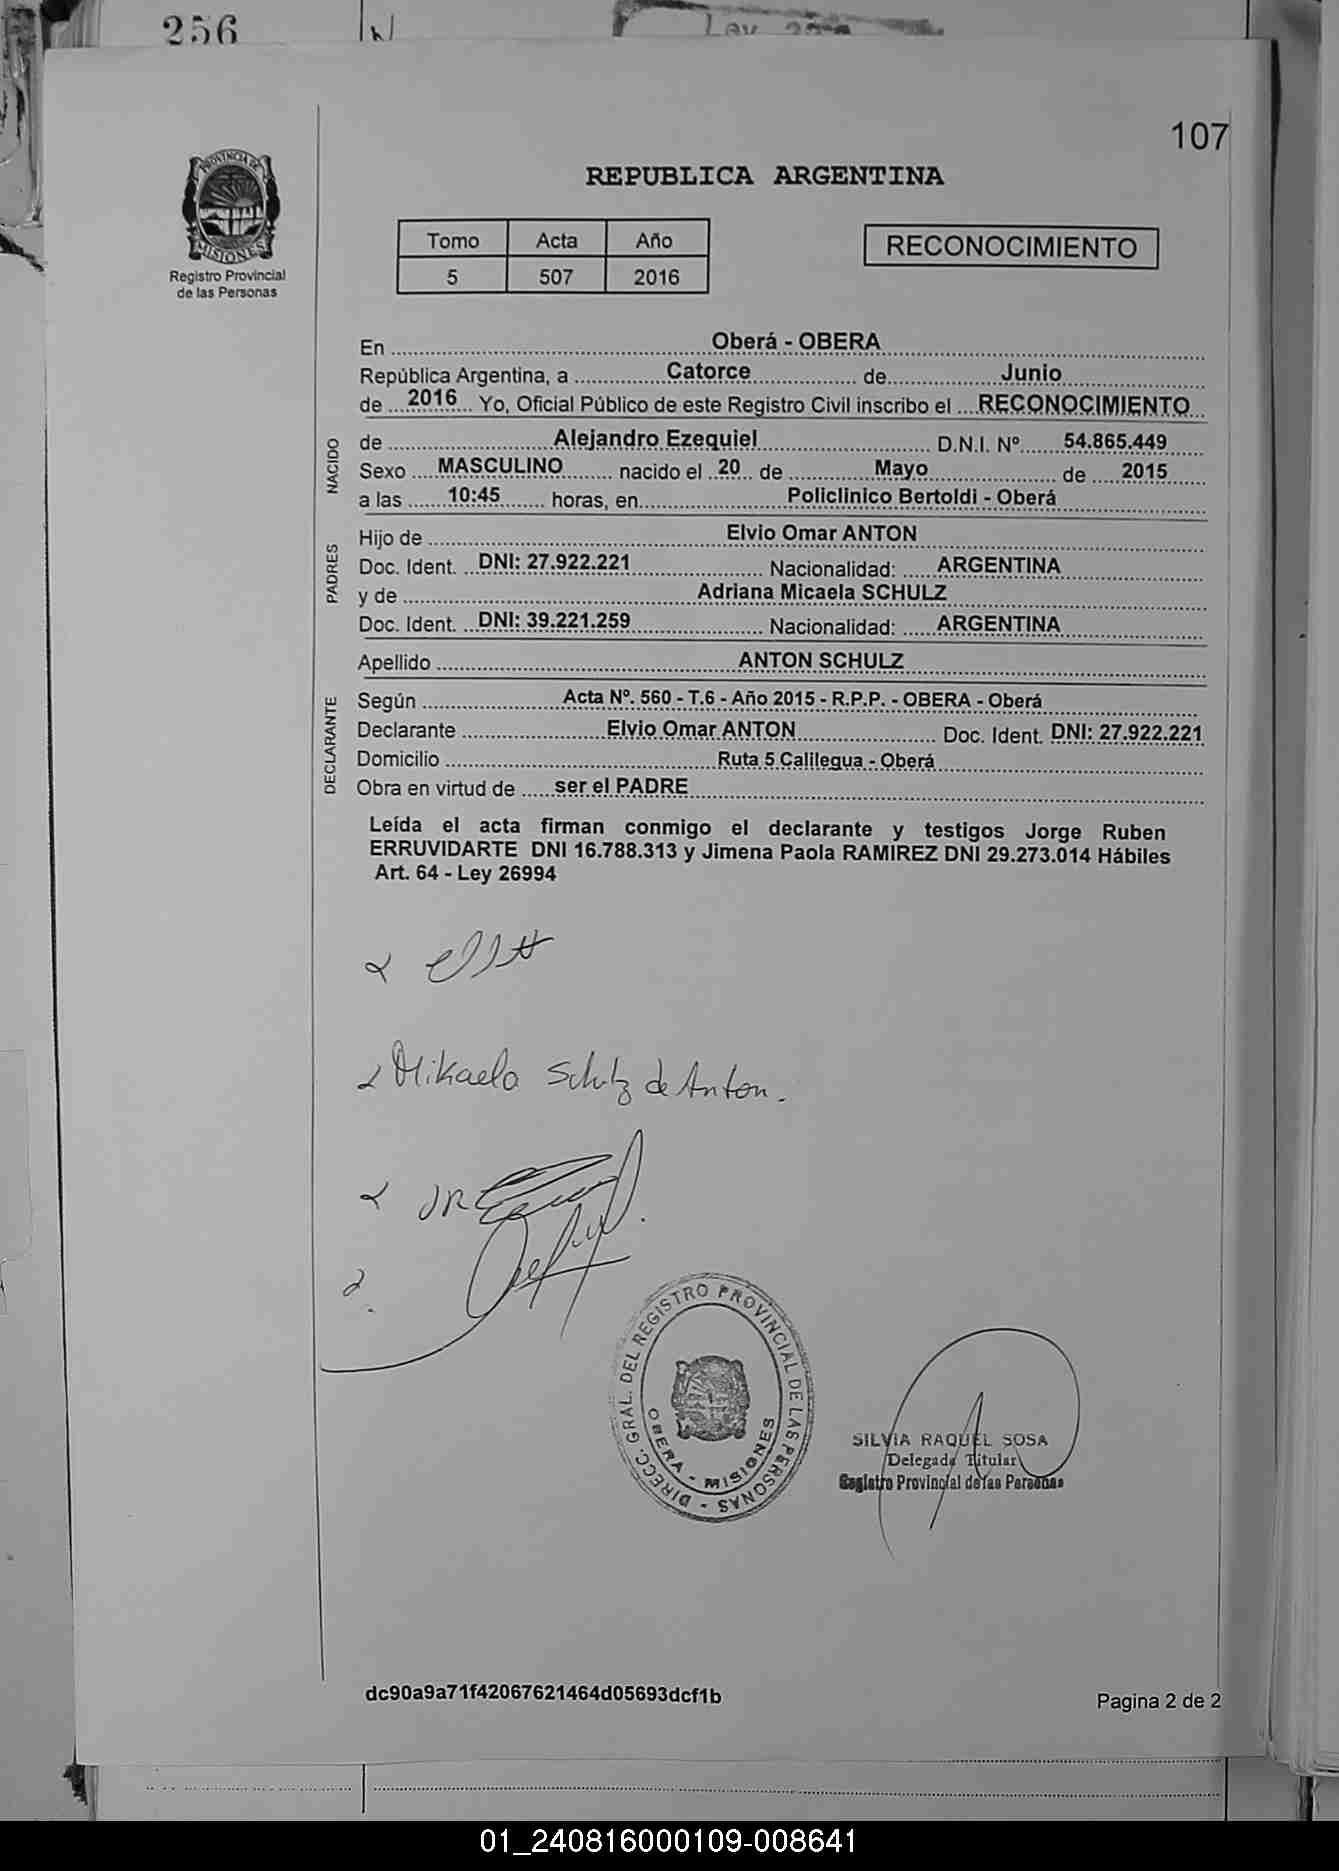 256
Ley
107
PROVINCIA DE
MISIONES
Registro Provincial
de las Personas
REPUBLICA ARGENTINA
Tomo Acta Año
5 507 2016
RECONOCIMIENTO
En Oberá - OBERA
República Argentina, a Catorce de Junio
de 2016 Yo, Oficial Público de este Registro Civil inscribo el RECONOCIMIENTO
NACIDO
de Alejandro Ezequiel D.N.I. Nº 54.865.449
Sexo MASCULINO nacido el 20 de Mayo de 2015
a las 10:45 horas, en Policlinico Bertoldi - Oberá
PADRES
Hijo de Elvio Omar ANTON
Doc. Ident. DNI: 27.922.221 Nacionalidad: ARGENTINA
y de Adriana Micaela SCHULZ
Doc. Ident. DNI: 39.221.259 Nacionalidad: ARGENTINA
Apellido ANTON SCHULZ
DECLARANTE
Según Acta Nº. 560 - T.6 - Año 2015 - R.P.P. - OBERA - Oberá
Declarante Elvio Omar ANTON Doc. Ident. DNI: 27.922.221
Domicilio Ruta 5 Calilegua - Oberá
Obra en virtud de ser el PADRE
Leída el acta firman conmigo el declarante y testigos Jorge Ruben
ERRUVIDARTE DNI 16.788.313 y Jimena Paola RAMIREZ DNI 29.273.014 Hábiles
Art. 64 - Ley 26994
Mikaela Schulz de Anton.
DIRECC. GRAL. DEL REGISTRO PROVINCIAL DE LAS PERSONAS -
OBERA - MISIONES
SILVIA RAQUEL SOSA
Delegada Titular
Registro Provincial de las Personas
dc90a9a71f42067621464d05693dcf1b
Pagina 2 de 2
01_240816000109-008641